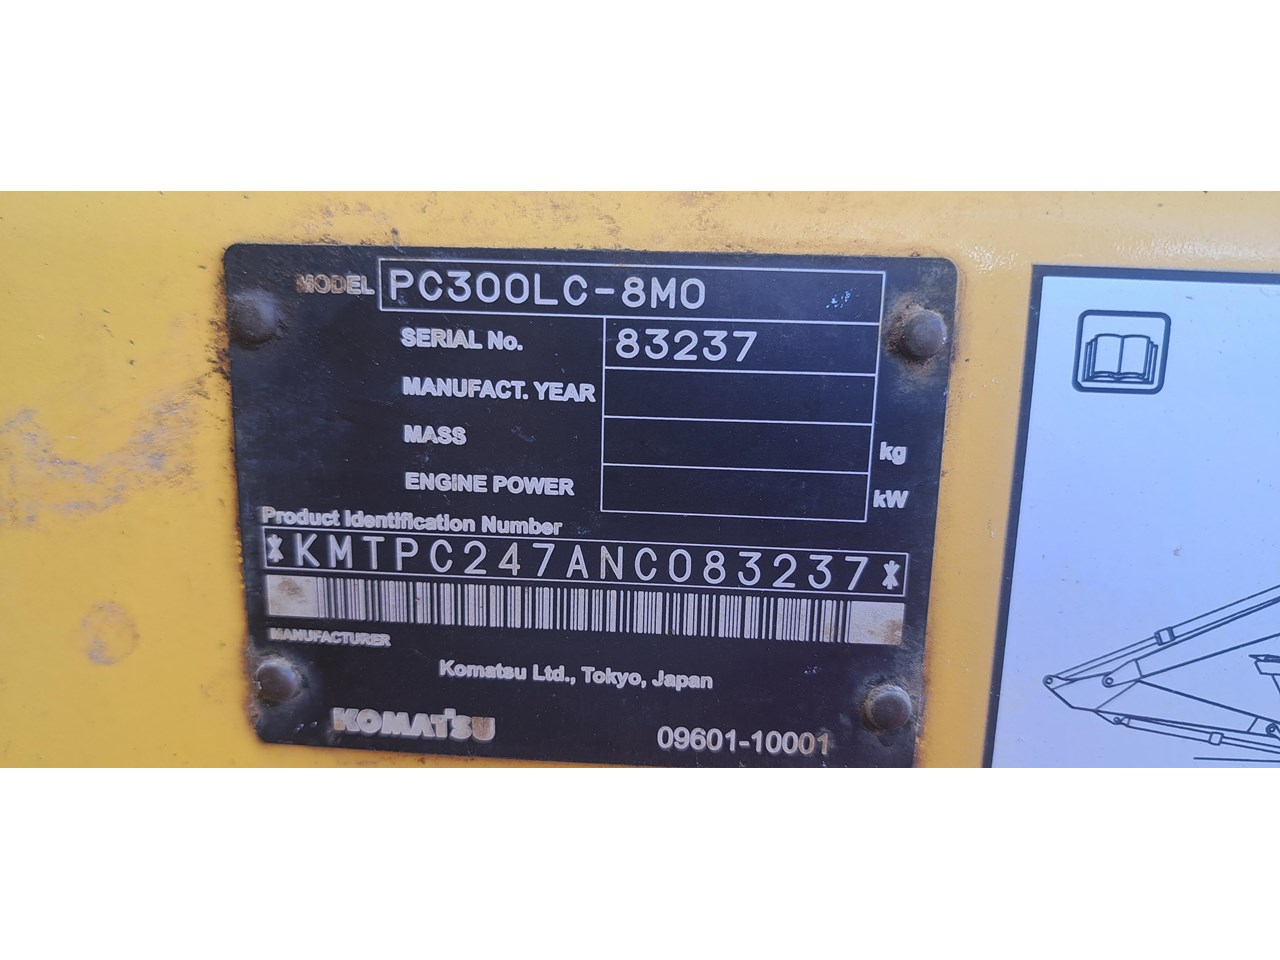 MODEL PC300LC-8M0
SERIAL No. 83237
MANUFACT. YEAR
MASS kg
ENGINE POWER kW
Product Identification Number
*KMTPC247ANC083237*
MANUFACTURER
Komatsu Ltd., Tokyo, Japan
KOMATSU 09601-10001